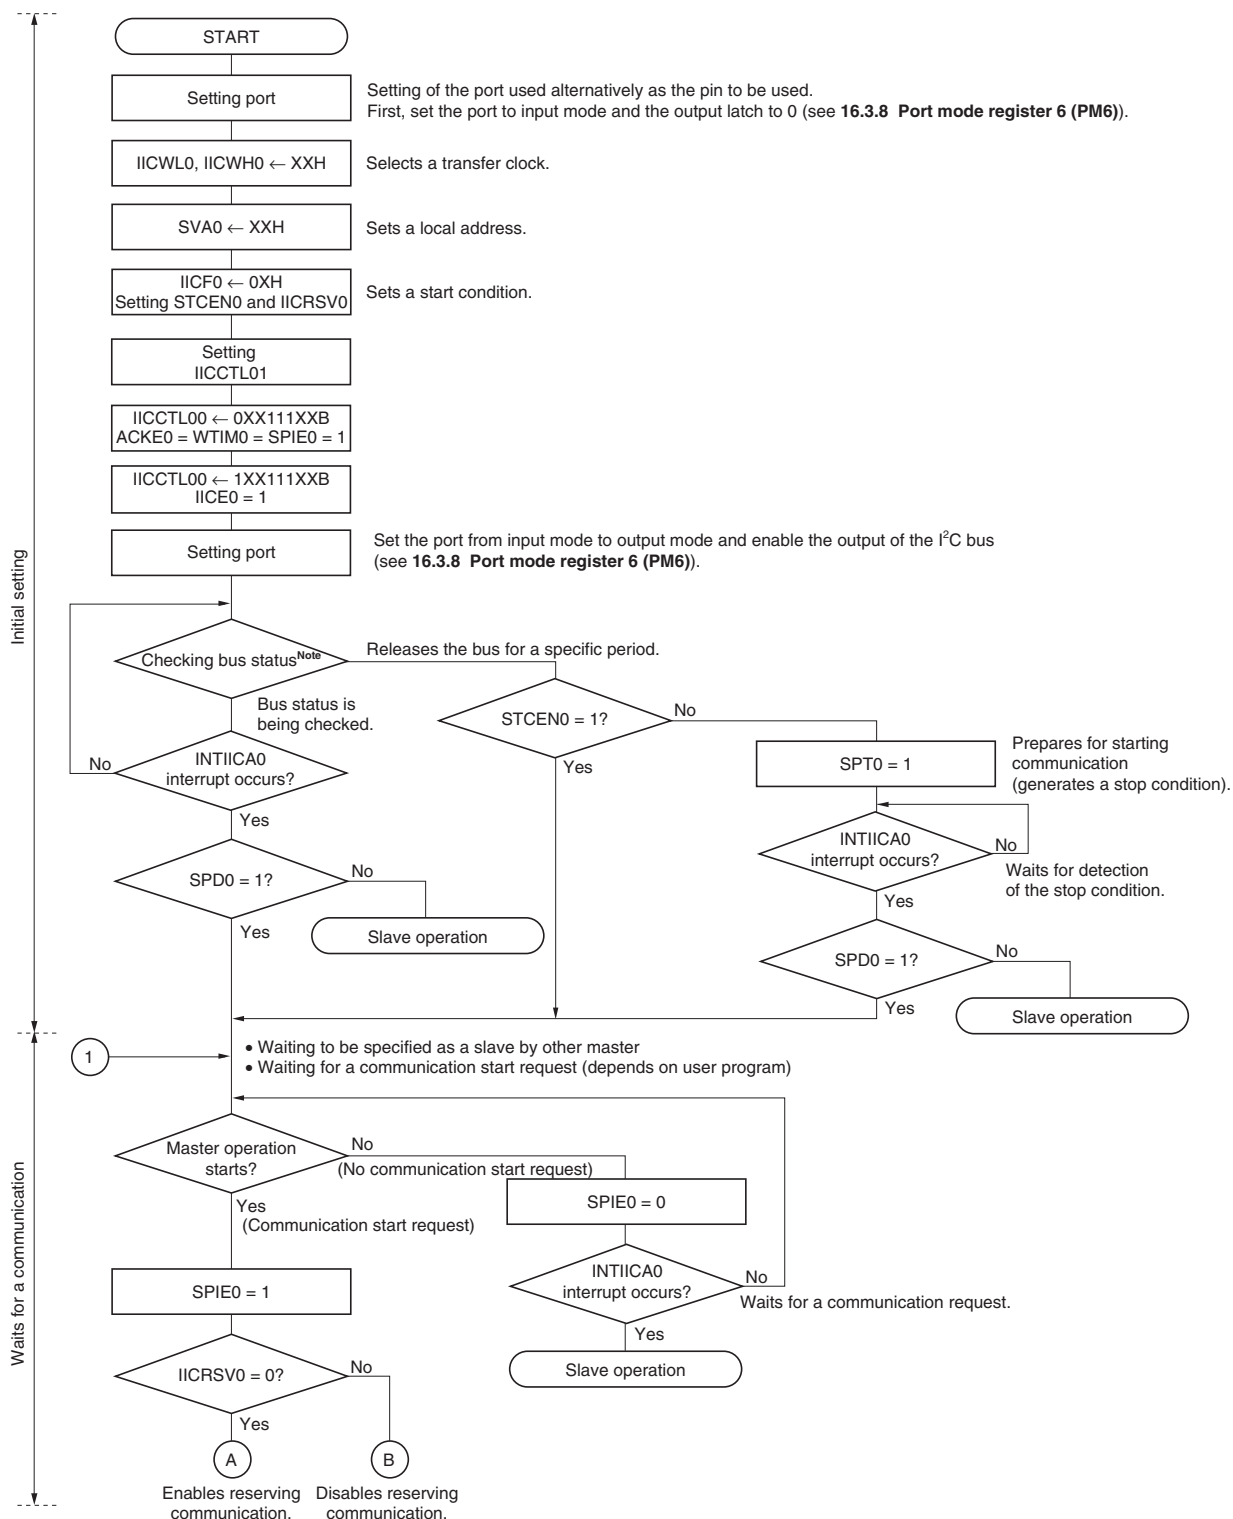 START
Setting port
Setting of the port used alternatively as the pin to be used.
First, set the port to input mode and the output latch to 0 (see 16.3.8 Port mode register 6 (PM6)).
IICWL0, IICWH0 ← XXH
Selects a transfer clock.
SVA0 ← XXH
Sets a local address.
IICF0 ← 0XH
Setting STCEN0 and IICRSV0
Sets a start condition.
Setting
IICCTL01
IICCTL00 ← 0XX111XXB
ACKE0 = WTIM0 = SPIE0 = 1
IICCTL00 ← 1XX111XXB
IICE0 = 1
Setting port
Set the port from input mode to output mode and enable the output of the I²C bus
(see 16.3.8 Port mode register 6 (PM6)).
Initial setting
Checking bus status Note
Releases the bus for a specific period.
Bus status is
being checked.
STCEN0 = 1?
No
Yes
INTIICA0
interrupt occurs?
No
Yes
SPT0 = 1
Prepares for starting
communication
(generates a stop condition).
INTIICA0
interrupt occurs?
No
Waits for detection
of the stop condition.
Yes
SPD0 = 1?
No
Yes
Slave operation
SPD0 = 1?
No
Yes
Slave operation
1
• Waiting to be specified as a slave by other master
• Waiting for a communication start request (depends on user program)
Waits for a communication
Master operation
starts?
No
(No communication start request)
Yes
(Communication start request)
SPIE0 = 0
INTIICA0
interrupt occurs?
No
Waits for a communication request.
Yes
Slave operation
SPIE0 = 1
IICRSV0 = 0?
No
Yes
A
B
Enables reserving
communication.
Disables reserving
communication.